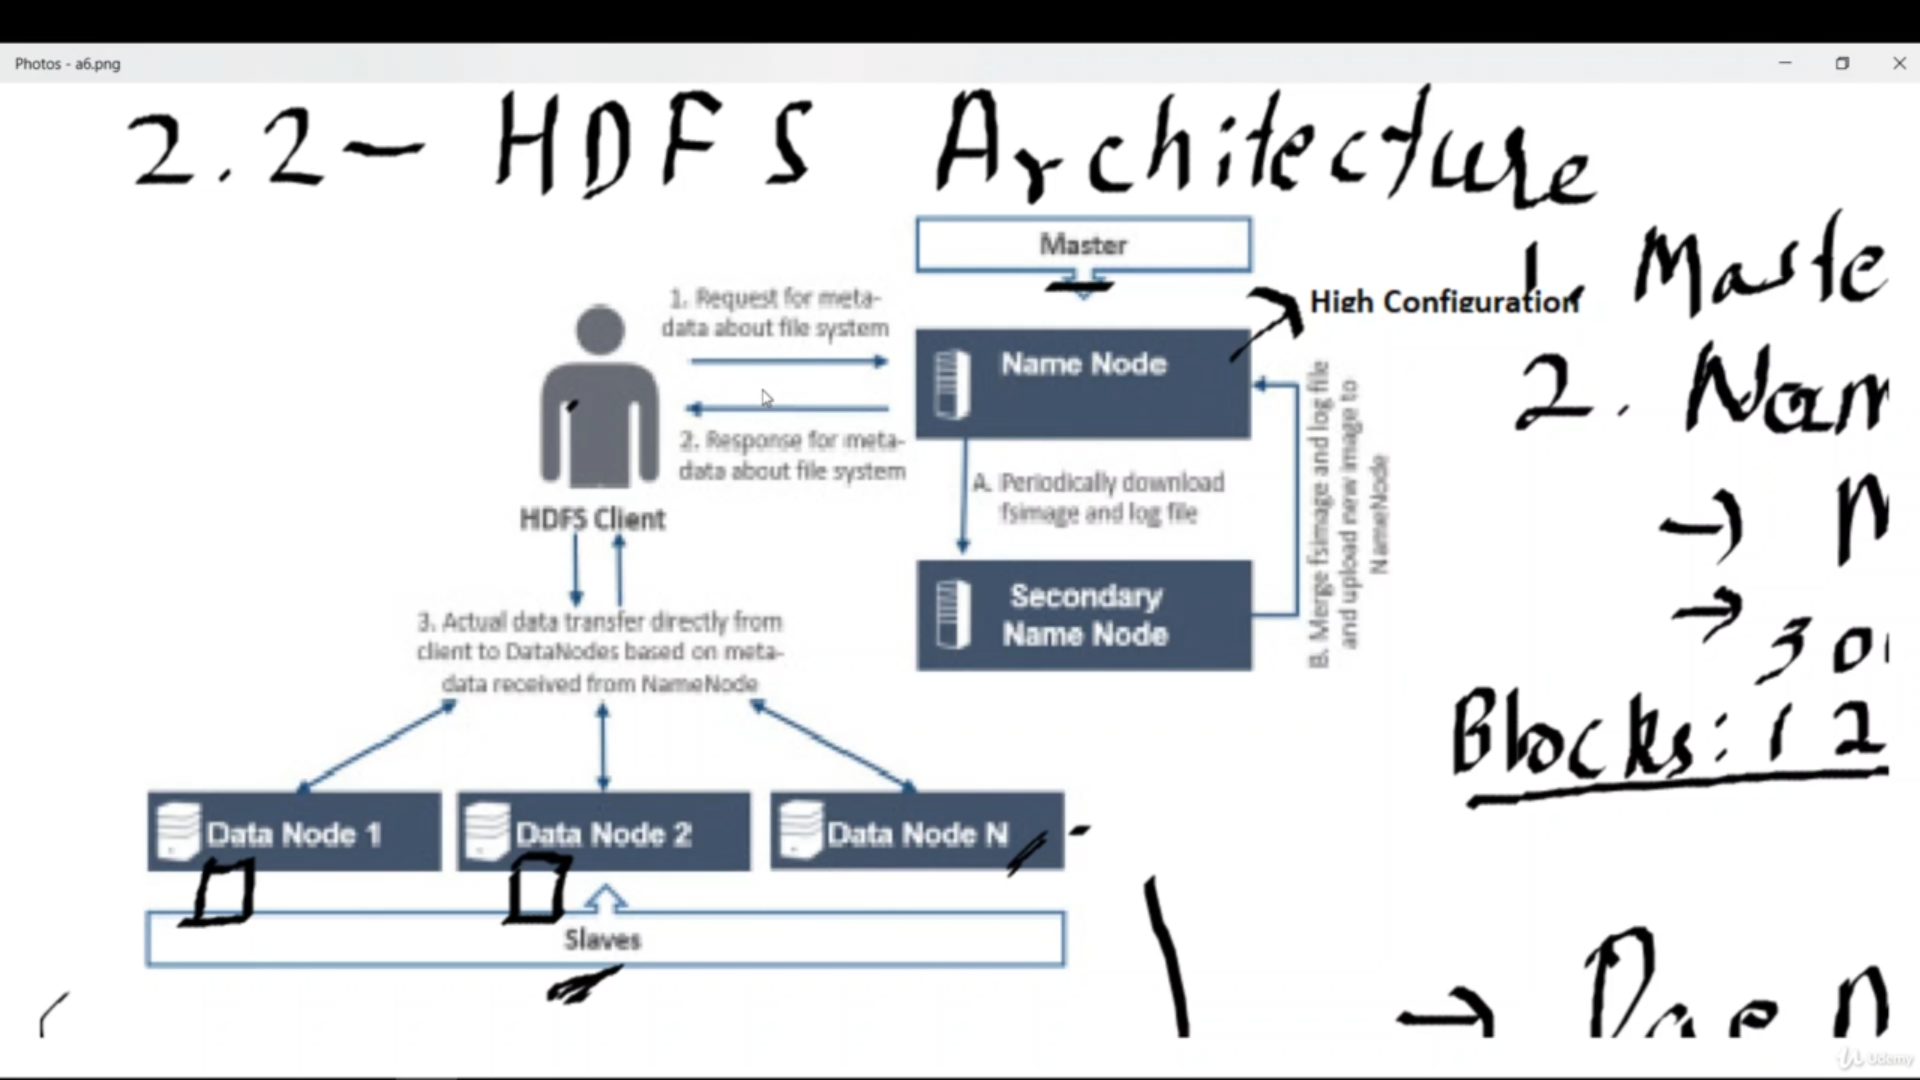 Photos - a6.png
2.2- HDFS Architecture
Master
1. Maste
1. Request for meta-
data about file system
High Configuration
Name Node
2. Nam
2. Response for meta-
data about file system
A. Periodically download
fsimage and log file
B. Merge fsimage and log file
and upload new image to
NameNode
HDFS Client
Secondary
Name Node
3. Actual data transfer directly from
client to DataNodes based on meta-
data received from NameNode
Blocks: 12
Data Node 1
Data Node 2
Data Node N
Slaves
Udemy